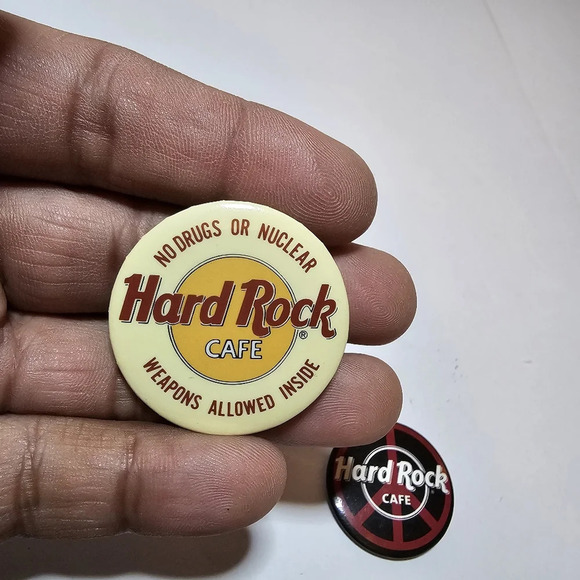 NO DRUGS OR NUCLEAR
Hard Rock
®
CAFE
WEAPONS ALLOWED INSIDE
Hard Rock
CAFE